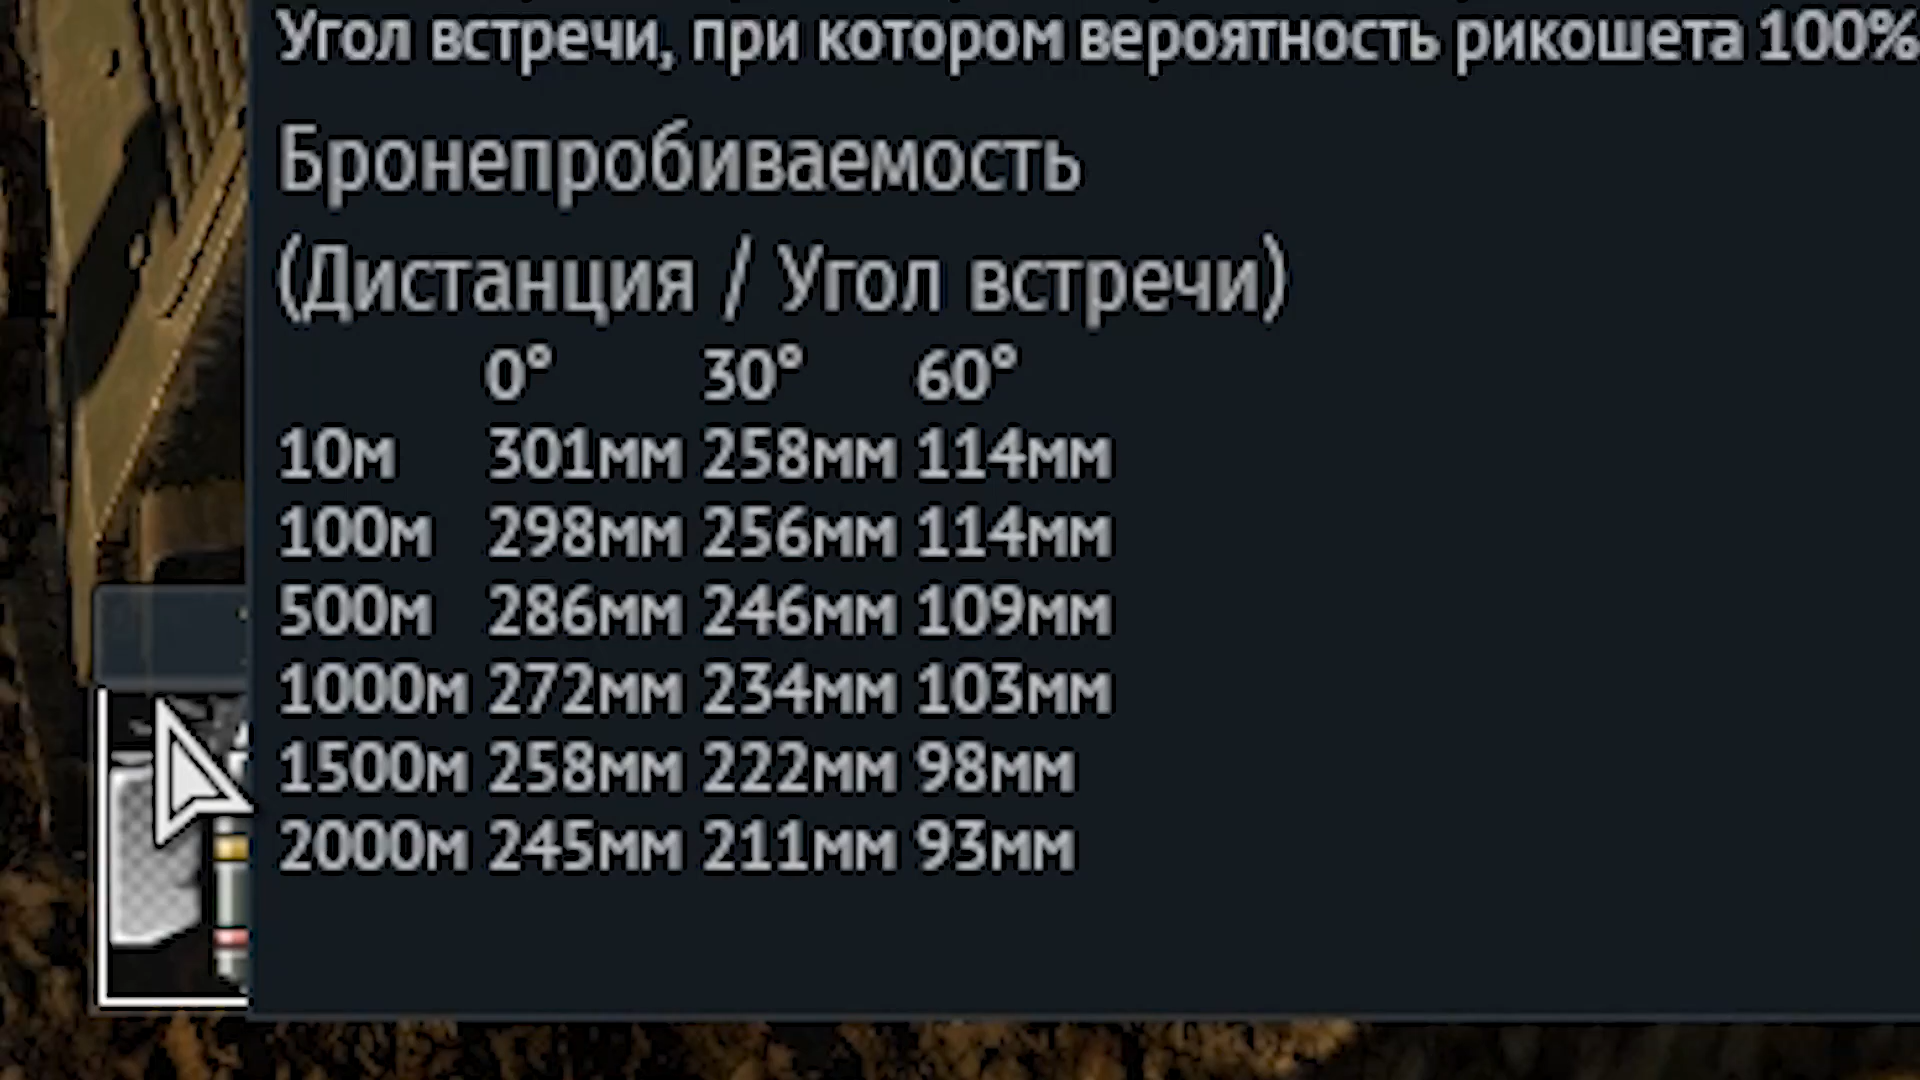 Угол встречи, при котором вероятность рикошета 100%
Бронепробиваемость
(Дистанция / Угол встречи)
0° 30° 60°
10м 301мм 258мм 114мм
100м 298мм 256мм 114мм
500м 286мм 246мм 109мм
1000м 272мм 234мм 103мм
1500м 258мм 222мм 98мм
2000м 245мм 211мм 93мм